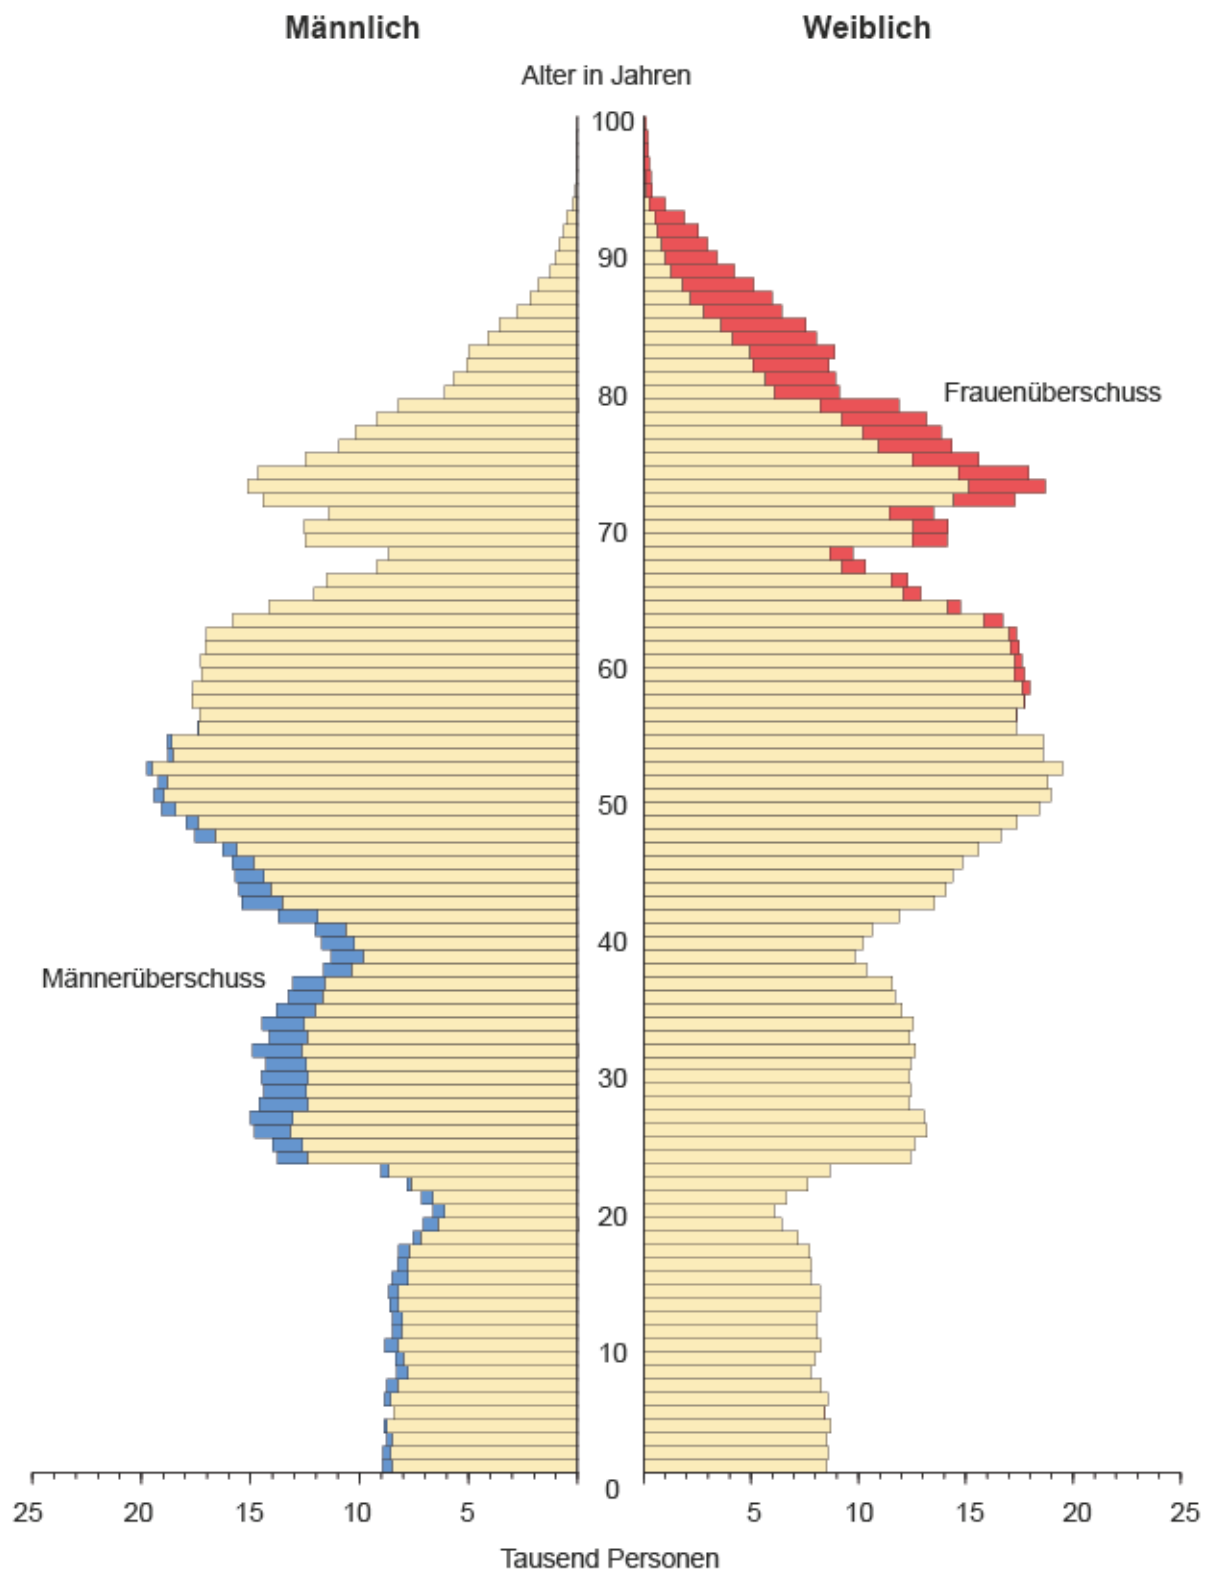 Männlich Weiblich
Alter in Jahren
100
90
80
Frauenüberschuss
70
60
50
40
Männerüberschuss
30
20
10
0
25 20 15 10 5 5 10 15 20 25
Tausend Personen